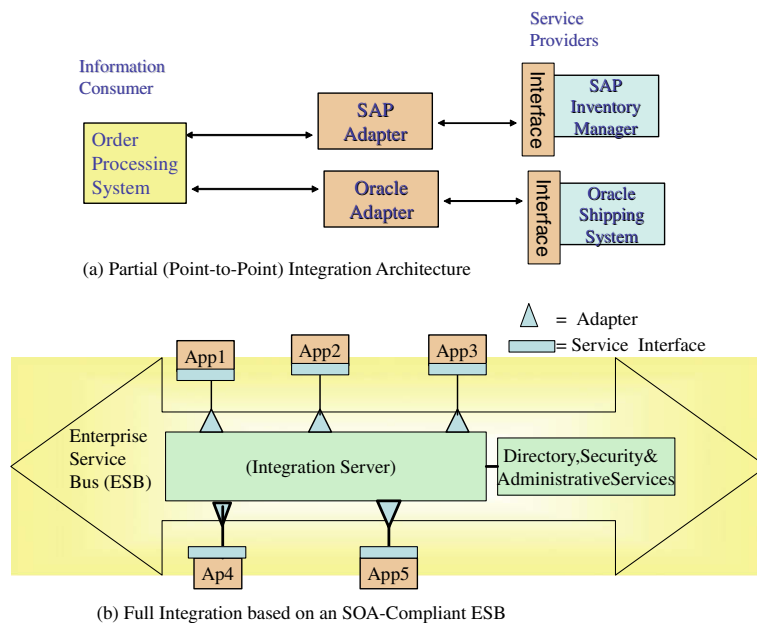 Service
Providers
Information
Consumer
Order
Processing
System
SAP
Adapter
Interface
SAP
Inventory
Manager
Oracle
Adapter
Interface
Oracle
Shipping
System
(a) Partial (Point-to-Point) Integration Architecture
= Adapter
= Service Interface
App1
App2
App3
Enterprise
Service
Bus (ESB)
(Integration Server)
Directory,Security&
AdministrativeServices
Ap4
App5
(b) Full Integration based on an SOA-Compliant ESB